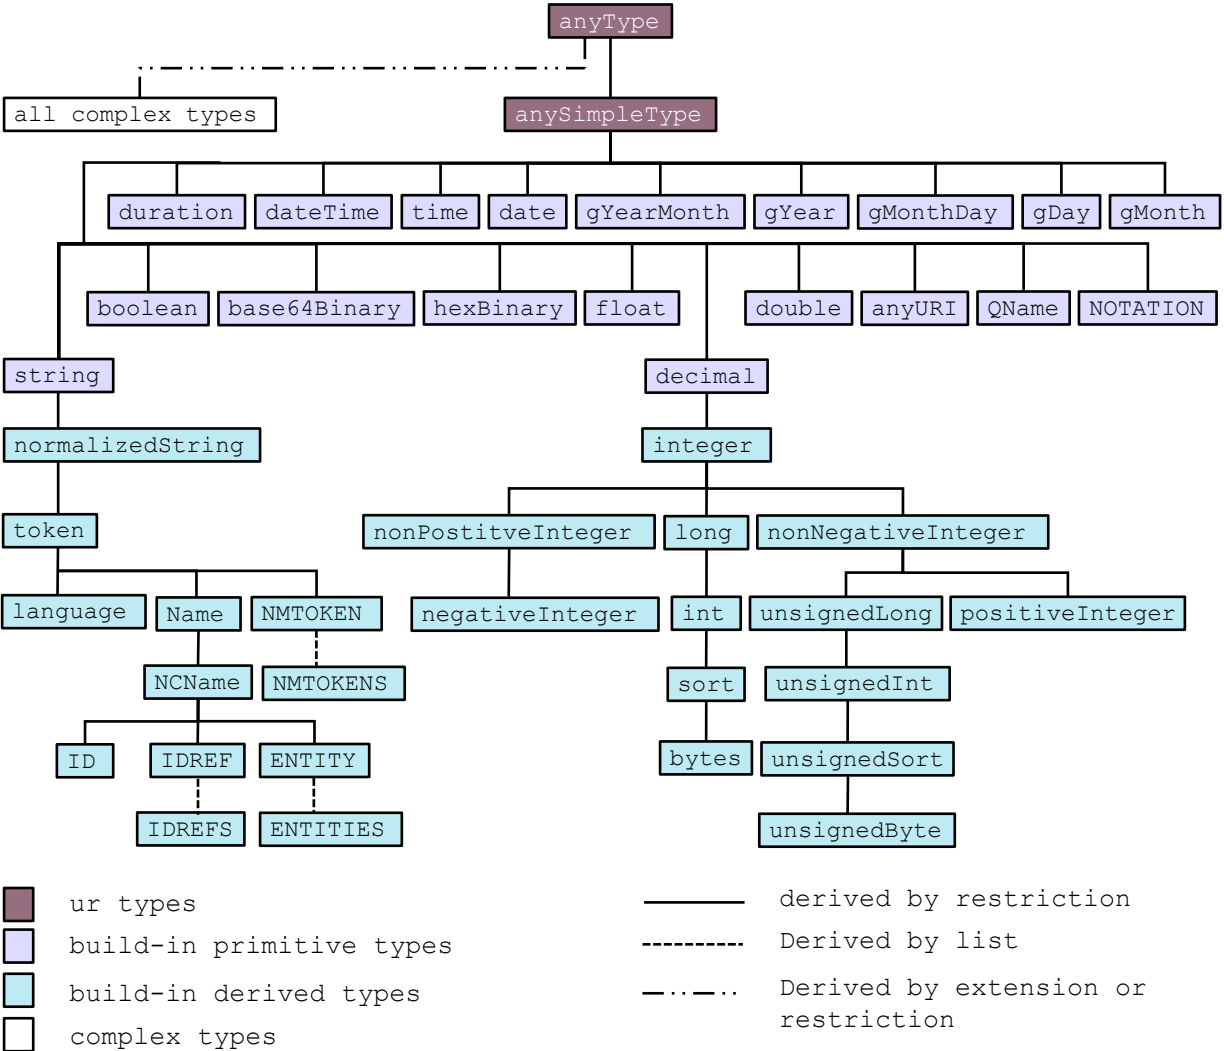 anyType
all complex types
anySimpleType
duration
dateTime
time
date
gYearMonth
gYear
gMonthDay
gDay
gMonth
boolean
base64Binary
hexBinary
float
double
anyURI
QName
NOTATION
string
decimal
normalizedString
integer
token
nonPostitveInteger
long
nonNegativeInteger
language
Name
NMTOKEN
negativeInteger
int
unsignedLong
positiveInteger
NCName
NMTOKENS
sort
unsignedInt
ID
IDREF
ENTITY
bytes
unsignedSort
IDREFS
ENTITIES
unsignedByte
ur types
build-in primitive types
build-in derived types
complex types
derived by restriction
Derived by list
Derived by extension or
restriction